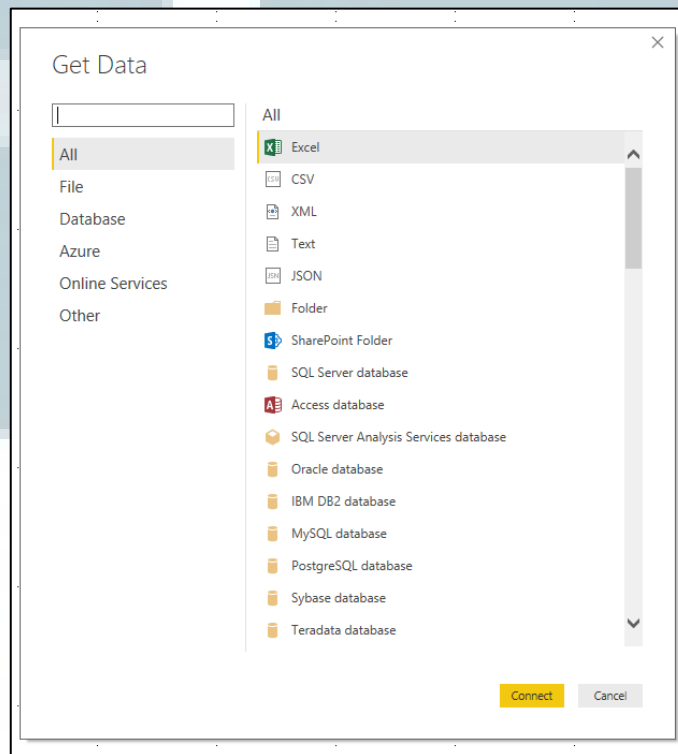 Get Data
All
File
Database
Azure
Online Services
Other
All
Excel
CSV
CSV
XML
Text
JSN
JSON
Folder
S
SharePoint Folder
SQL Server database
A
Access database
SQL Server Analysis Services database
Oracle database
IBM DB2 database
MySQL database
PostgreSQL database
Sybase database
Teradata database
Connect
Cancel